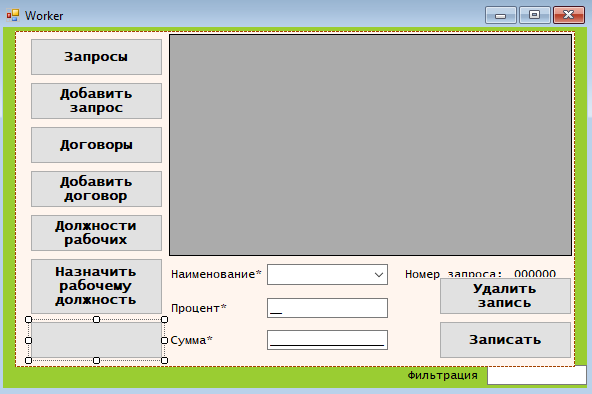 Worker
Запросы
Добавить
запрос
Договоры
Добавить
договор
Должности
рабочих
Назначить
рабочему
должность
Наименование*
Номер запроса: 000000
Процент*
__
Удалить
запись
Сумма*
_________________
Записать
Фильтрация